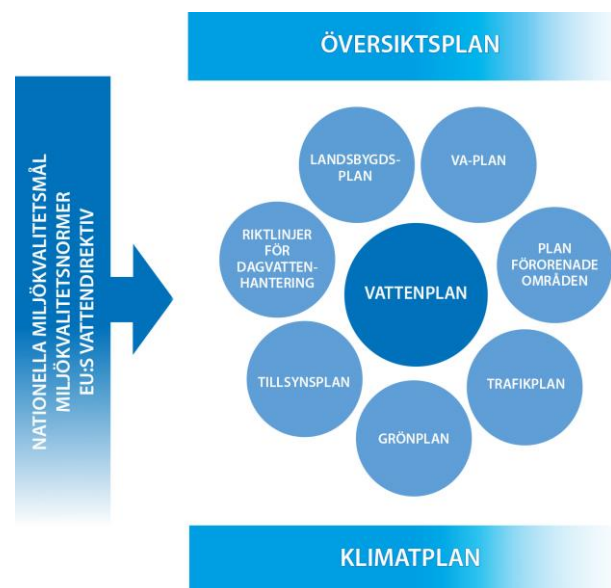 ÖVERSIKTSPLAN
NATIONELLA MILJÖKVALITETSMÅL
MILJÖKVALITETSNORMER
EU:S VATTENDIREKTIV
LANDSBYGDS-
PLAN
VA-PLAN
RIKTLINJER
FÖR
DAGVATTEN-
HANTERING
VATTENPLAN
PLAN
FÖRORENADE
OMRÅDEN
TILLSYNSPLAN
TRAFIKPLAN
GRÖNPLAN
KLIMATPLAN